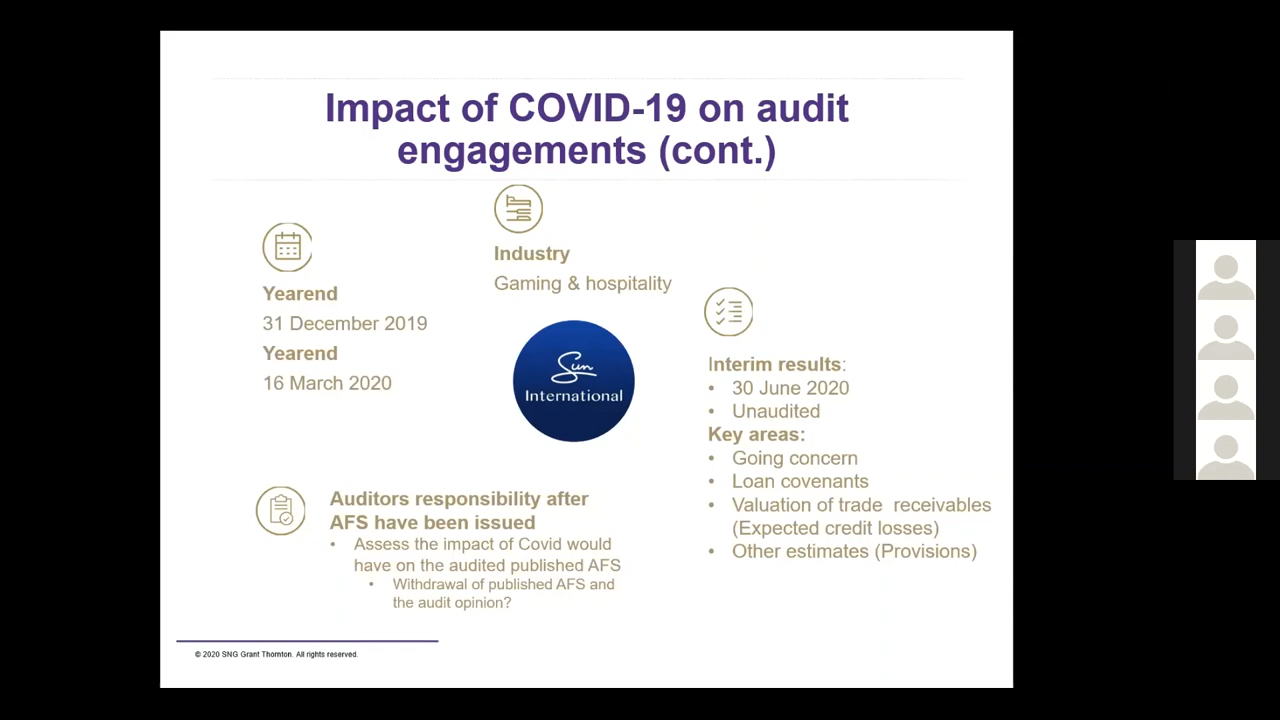 Impact of COVID-19 on audit
engagements (cont.)
Industry
Gaming & hospitality
Yearend
31 December 2019
Yearend
16 March 2020
Sun
International
Interim results:
• 30 June 2020
• Unaudited
Key areas:
• Going concern
• Loan covenants
• Valuation of trade receivables
(Expected credit losses)
• Other estimates (Provisions)
Auditors responsibility after
AFS have been issued
• Assess the impact of Covid would
have on the audited published AFS
• Withdrawal of published AFS and
the audit opinion?
© 2020 SNG Grant Thornton. All rights reserved.